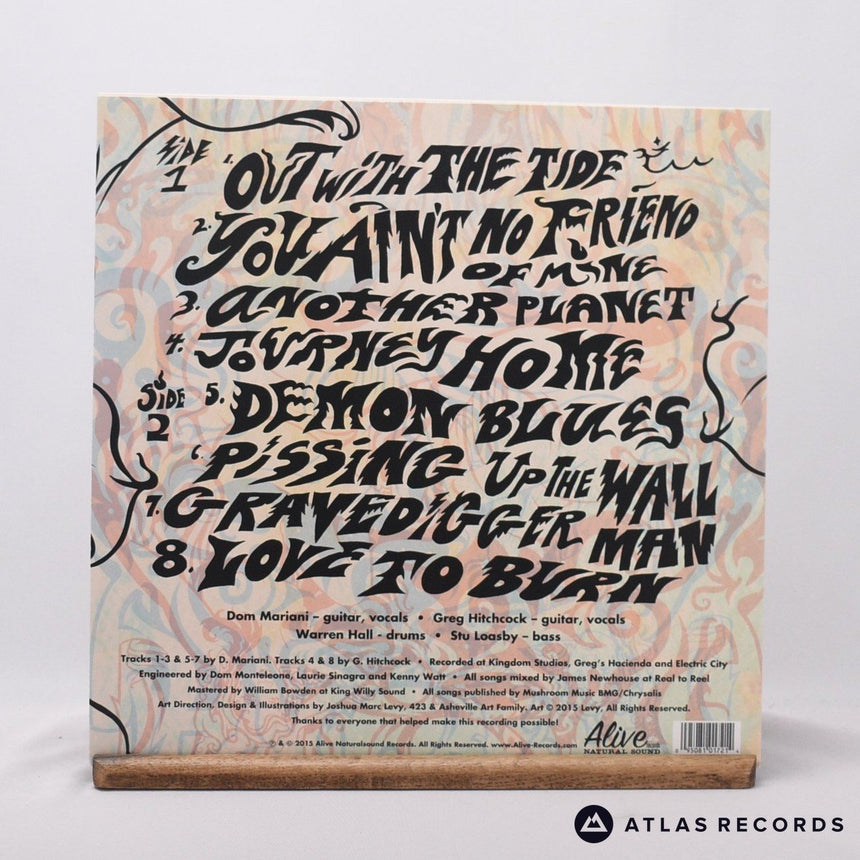 SIDE 1
1. OUT WITH THE TIDE
2. YOU AIN'T NO FRIEND
OF MINE
3. ANOTHER PLANET
4. JOURNEY HOME
SIDE 2
5. DEMON BLUES
6. PISSING UP THE WALL
7. GRAVEDIGGER MAN
8. LOVE TO BURN
Dom Mariani – guitar, vocals • Greg Hitchcock – guitar, vocals
Warren Hall - drums • Stu Loasby – bass
Tracks 1-3 & 5-7 by D. Mariani. Tracks 4 & 8 by G. Hitchcock • Recorded at Kingdom Studios, Greg's Hacienda and Electric City
Engineered by Dom Monteleone, Laurie Sinagra and Kenny Watt • All songs mixed by James Newhouse at Real to Reel
Mastered by William Bowden at King Willy Sound • All songs published by Mushroom Music BMG/Chrysalis
Art Direction, Design & Illustrations by Joshua Marc Levy, 423 & Asheville Art Family. Art © 2015 Levy, All Rights Reserved.
Thanks to everyone that helped make this recording possible!
℗ & © 2015 Alive Naturalsound Records. All Rights Reserved. www.Alive-Records.com
Alive
NATURAL SOUND
ATLAS RECORDS